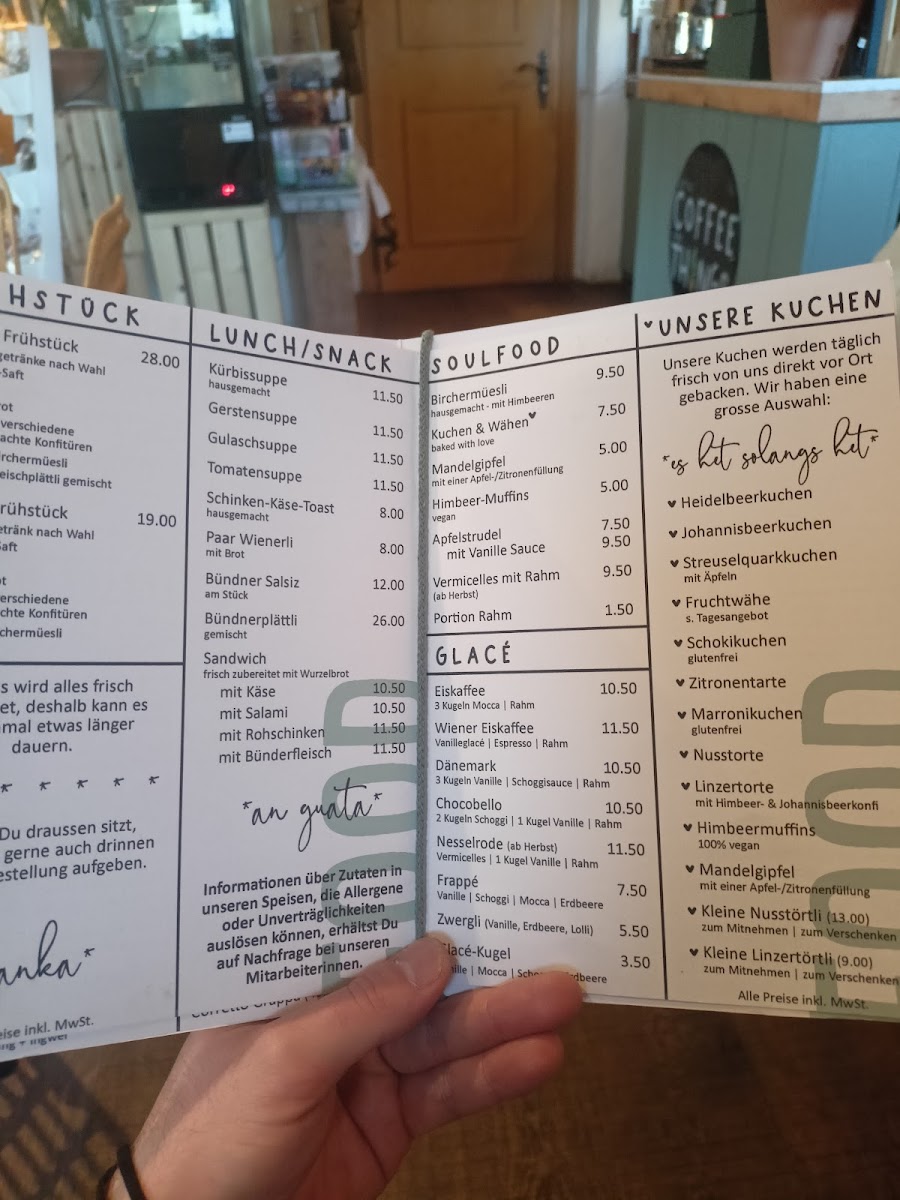 COFFEE
HSTÜCK
Frühstück 28.00
getränke nach Wahl
-Saft
rot
verschiedene
achte Konfitüren
irchermüesli
eischplättli gemischt
rühstück 19.00
etränk nach Wahl
aft
ot
erschiedene
chte Konfitüren
chermüesli
s wird alles frisch
et, deshalb kann es
mal etwas länger
dauern.
* * * * *
Du draussen sitzt,
gerne auch drinnen
estellung aufgeben.
anka*
eise inkl. MwSt.
LUNCH/SNACK
Kürbissuppe 11.50
hausgemacht
Gerstensuppe 11.50
Gulaschsuppe 11.50
Tomatensuppe 11.50
Schinken-Käse-Toast 8.00
hausgemacht
Paar Wienerli 8.00
mit Brot
Bündner Salsiz 12.00
am Stück
Bündnerplättli 26.00
gemischt
Sandwich
frisch zubereitet mit Wurzelbrot
mit Käse 10.50
mit Salami 10.50
mit Rohschinken 11.50
mit Bünderfleisch 11.50
*an guata*
Informationen über Zutaten in
unseren Speisen, die Allergene
oder Unverträglichkeiten
auslösen können, erhältst Du
auf Nachfrage bei unseren
Mitarbeiterinnen.
SOULFOOD
Birchermüesli 9.50
hausgemacht - mit Himbeeren
Kuchen & Wähen 7.50
baked with love
Mandelgipfel 5.00
mit einer Apfel-/Zitronenfüllung
Himbeer-Muffins 5.00
vegan
Apfelstrudel 7.50
mit Vanille Sauce 9.50
Vermicelles mit Rahm 9.50
(ab Herbst)
Portion Rahm 1.50
GLACÉ
Eiskaffee 10.50
3 Kugeln Mocca | Rahm
Wiener Eiskaffee 11.50
Vanilleglacé | Espresso | Rahm
Dänemark 10.50
3 Kugeln Vanille | Schoggisauce | Rahm
Chocobello 10.50
2 Kugeln Schoggi | 1 Kugel Vanille | Rahm
Nesselrode (ab Herbst) 11.50
Vermicelles | 1 Kugel Vanille | Rahm
Frappé 7.50
Vanille | Schoggi | Mocca | Erdbeere
Zwergli (Vanille, Erdbeere, Lolli) 5.50
lacé-Kugel 3.50
ille | Mocca | dbeere
UNSERE KUCHEN
Unsere Kuchen werden täglich
frisch von uns direkt vor Ort
gebacken. Wir haben eine
grosse Auswahl:
*es het solangs het*
Heidelbeerkuchen
Johannisbeerkuchen
Streuselquarkkuchen
mit Äpfeln
Fruchtwähe
s. Tagesangebot
Schokikuchen
glutenfrei
Zitronentarte
Marronikuchen
glutenfrei
Nusstorte
Linzertorte
mit Himbeer- & Johannisbeerkonfi
Himbeermuffins
100% vegan
Mandelgipfel
mit einer Apfel-/Zitronenfüllung
Kleine Nusstörtli (13.00)
zum Mitnehmen | zum Verschenken
Kleine Linzertörtli (9.00)
zum Mitnehmen | zum Verschenken
Alle Preise inkl. MwSt.
FOOD
FOOD